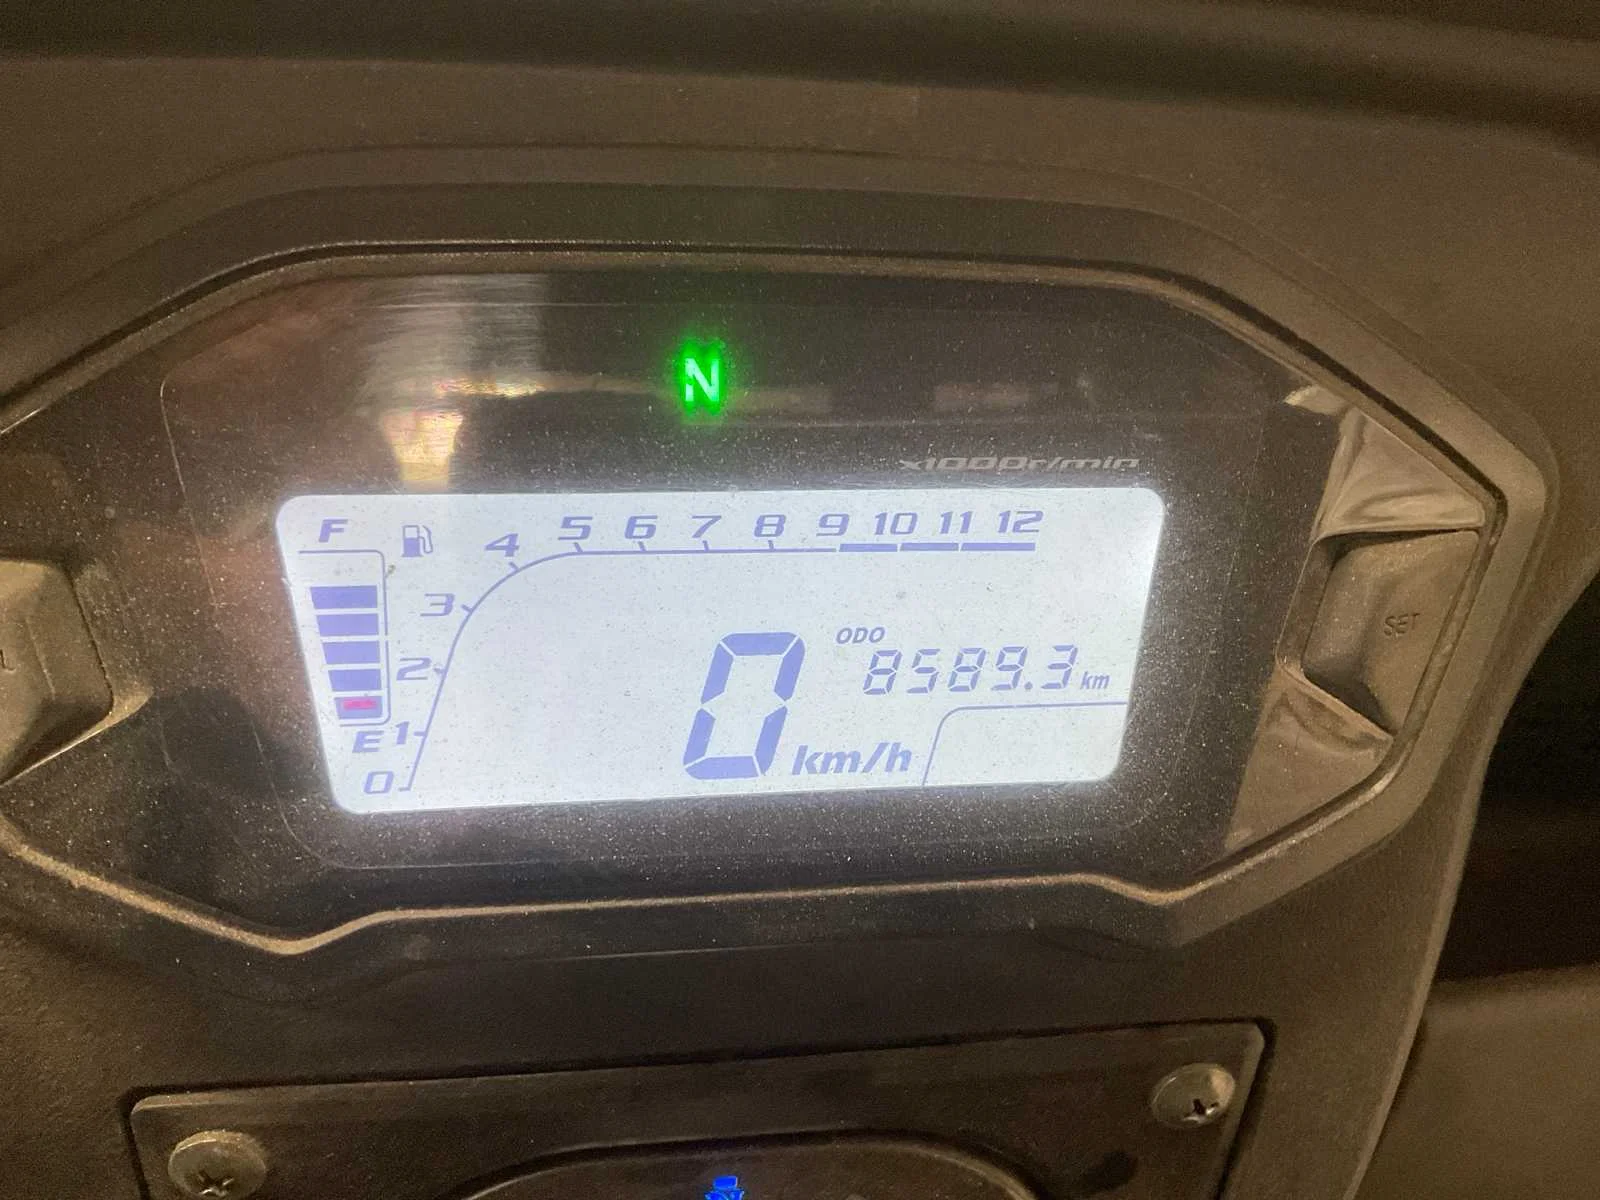 N
x1000r/min
F 4 5 6 7 8 9 10 11 12
3
ODO
2 8589.3 km
SET
E 1
0 0 km/h